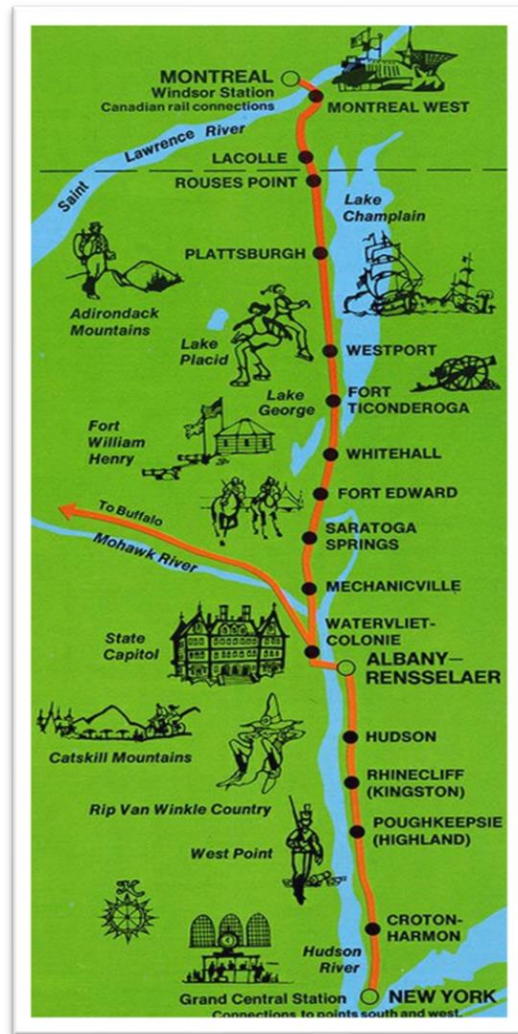 MONTREAL
Windsor Station
Canadian rail connections
MONTREAL WEST
Saint Lawrence River
LACOLLE
ROUSES POINT
Lake
Champlain
PLATTSBURGH
Adirondack
Mountains
Lake
Placid
WESTPORT
Lake
George
FORT
TICONDEROGA
Fort
William
Henry
WHITEHALL
FORT EDWARD
To Buffalo
SARATOGA
SPRINGS
Mohawk River
MECHANICVILLE
WATERVLIET-
COLONIE
State
Capitol
ALBANY—
RENSSELAER
HUDSON
Catskill Mountains
RHINECLIFF
(KINGSTON)
Rip Van Winkle Country
POUGHKEEPSIE
(HIGHLAND)
West Point
CROTON-
HARMON
Hudson
River
Grand Central Station
NEW YORK
Connections to points south and west.